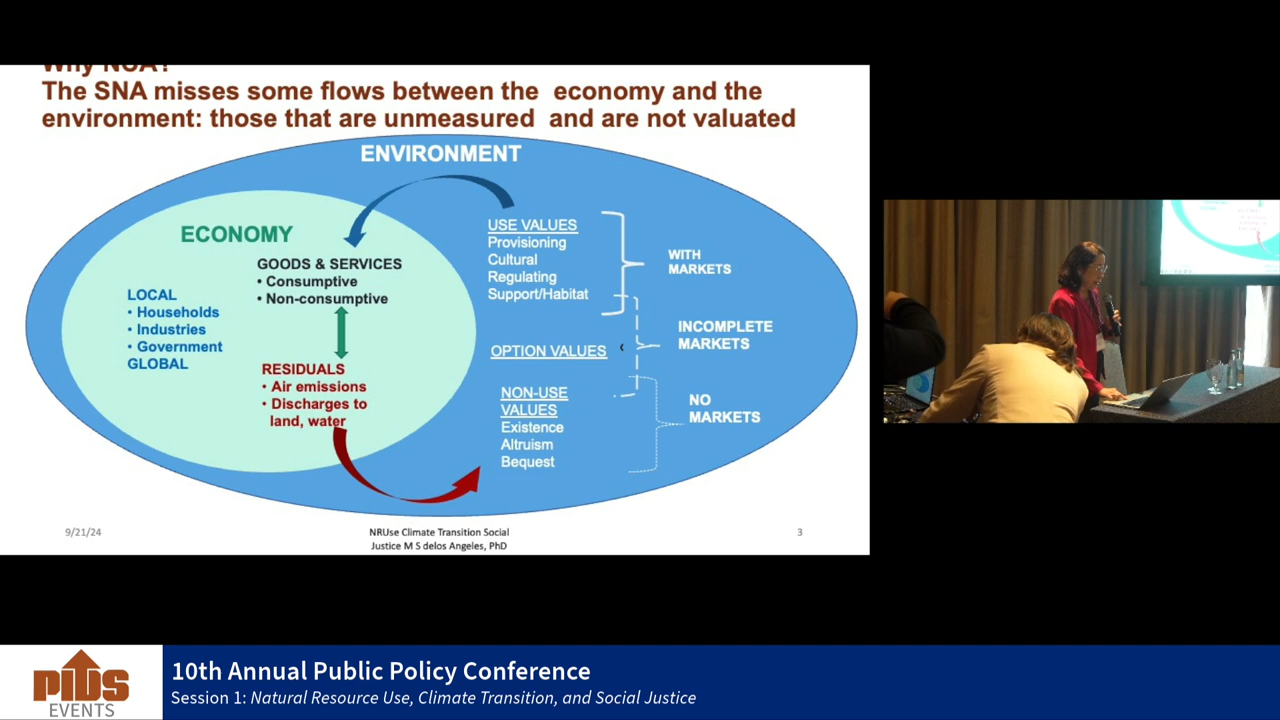 Why NCA?
The SNA misses some flows between the economy and the
environment: those that are unmeasured and are not valuated
ENVIRONMENT
ECONOMY
LOCAL
• Households
• Industries
• Government
GLOBAL
GOODS & SERVICES
• Consumptive
• Non-consumptive
RESIDUALS
• Air emissions
• Discharges to
land, water
USE VALUES
Provisioning
Cultural
Regulating
Support/Habitat
OPTION VALUES
NON-USE
VALUES
Existence
Altruism
Bequest
WITH
MARKETS
INCOMPLETE
MARKETS
NO
MARKETS
9/21/24
NRUse Climate Transition Social
Justice M S delos Angeles, PhD
3
PIDS
EVENTS
10th Annual Public Policy Conference
Session 1: Natural Resource Use, Climate Transition, and Social Justice